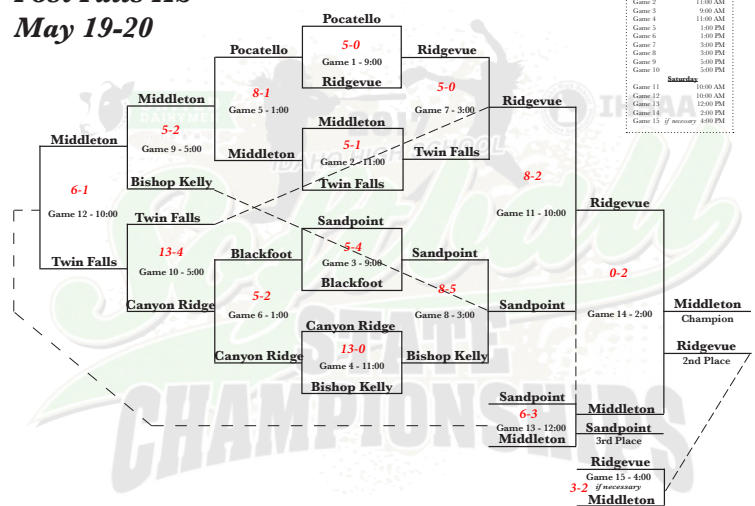 Post Falls HS
May 19-20
Game 2 11:00 AM
Game 3 9:00 AM
Game 4 11:00 AM
Game 5 1:00 PM
Game 6 1:00 PM
Game 7 3:00 PM
Game 8 3:00 PM
Game 9 5:00 PM
Game 10 5:00 PM
Saturday
Game 11 10:00 AM
Game 12 10:00 AM
Game 13 12:00 PM
Game 14 2:00 PM
Game 15 if necessary 4:00 PM
Pocatello
5-0
Game 1 - 9:00
Ridgevue
Middleton
5-1
Game 2 - 11:00
Twin Falls
Sandpoint
5-4
Game 3 - 9:00
Blackfoot
Canyon Ridge
13-0
Game 4 - 11:00
Bishop Kelly
Pocatello
8-1
Game 5 - 1:00
Middleton
Blackfoot
5-2
Game 6 - 1:00
Canyon Ridge
Ridgevue
5-0
Game 7 - 3:00
Twin Falls
Sandpoint
8-5
Game 8 - 3:00
Bishop Kelly
Middleton
5-2
Game 9 - 5:00
Bishop Kelly
Twin Falls
13-4
Game 10 - 5:00
Canyon Ridge
Ridgevue
8-2
Game 11 - 10:00
Sandpoint
Middleton
6-1
Game 12 - 10:00
Twin Falls
Sandpoint
6-3
Game 13 - 12:00
Middleton
Ridgevue
0-2
Game 14 - 2:00
Middleton
Sandpoint
3rd Place
Ridgevue
Game 15 - 4:00
3-2 if necessary
Middleton
Middleton
Champion
Ridgevue
2nd Place
Softball
STATE
CHAMPIONSHIPS